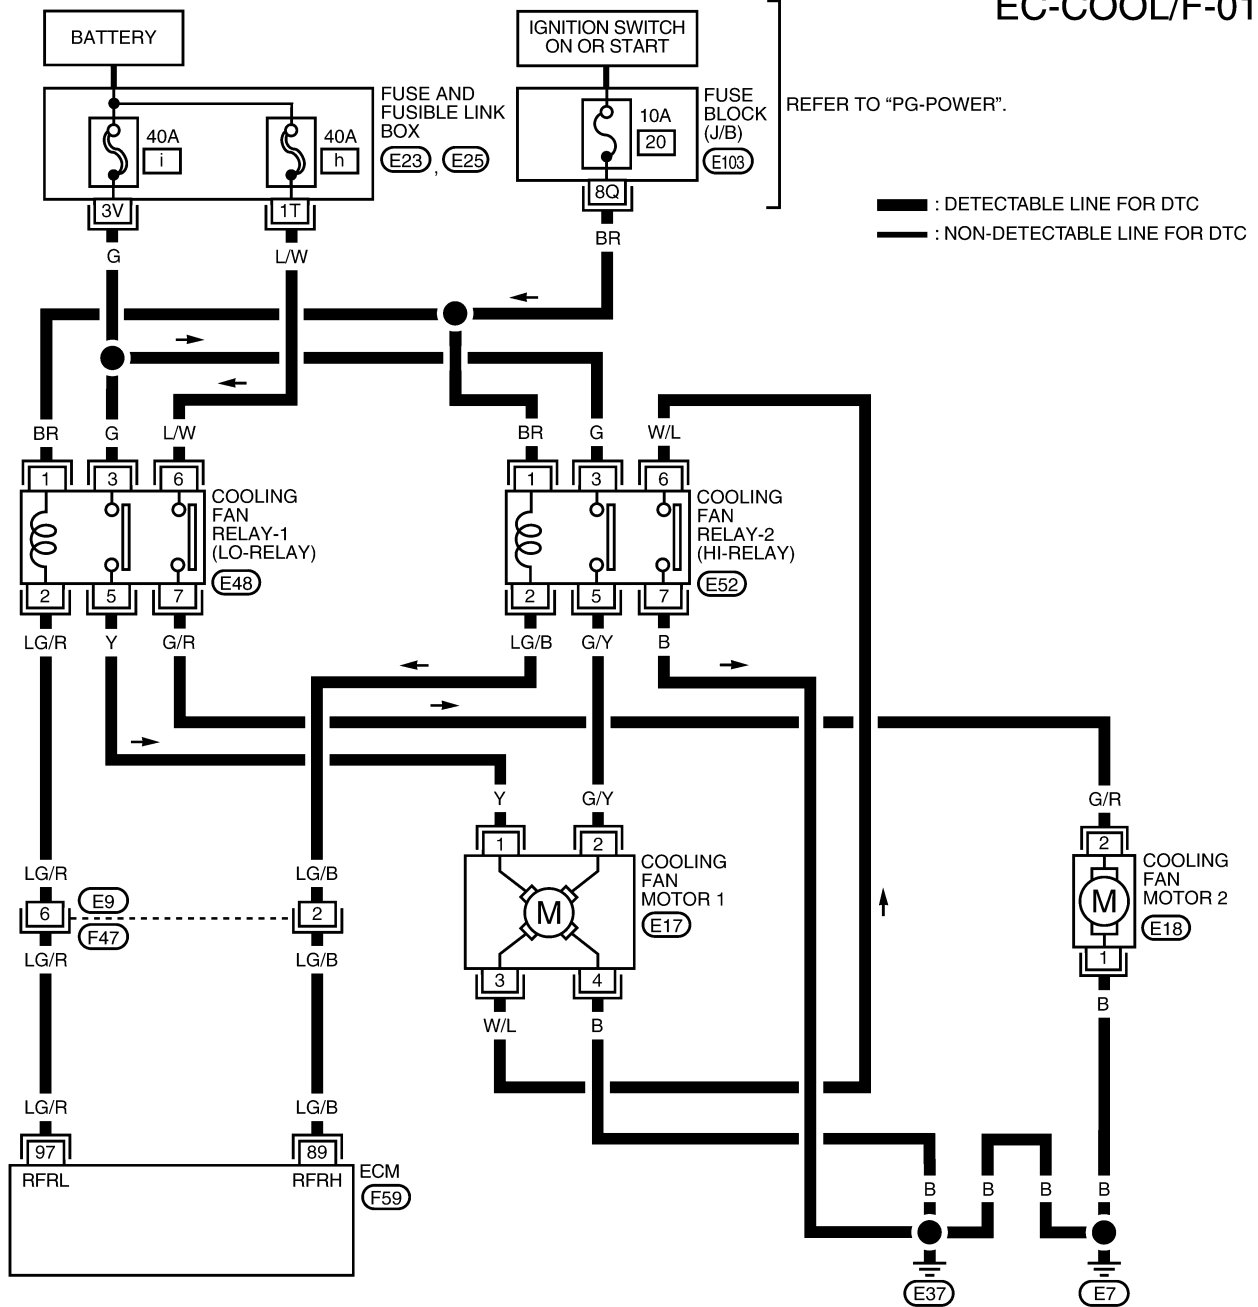 EC-COOL/F-01
BATTERY
IGNITION SWITCH
ON OR START
FUSE AND
FUSIBLE LINK
BOX
E23 , E25
40A
i
40A
h
10A
20
FUSE
BLOCK
(J/B)
E103
REFER TO “PG-POWER”.
3V
1T
8Q
: DETECTABLE LINE FOR DTC
: NON-DETECTABLE LINE FOR DTC
G
L/W
BR
BR
G
L/W
BR
G
W/L
1
3
6
1
3
6
COOLING
FAN
RELAY-1
(LO-RELAY)
E48
COOLING
FAN
RELAY-2
(HI-RELAY)
E52
2
5
7
2
5
7
LG/R
Y
G/R
LG/B
G/Y
B
Y
G/Y
G/R
1
2
2
COOLING
FAN
MOTOR 1
E17
M
COOLING
FAN
MOTOR 2
E18
M
LG/R
LG/B
6
E9
F47
2
LG/R
LG/B
3
4
1
W/L
B
B
LG/R
LG/B
97
89
RFRL
RFRH
ECM
F59
B
B
B
B
E37
E7